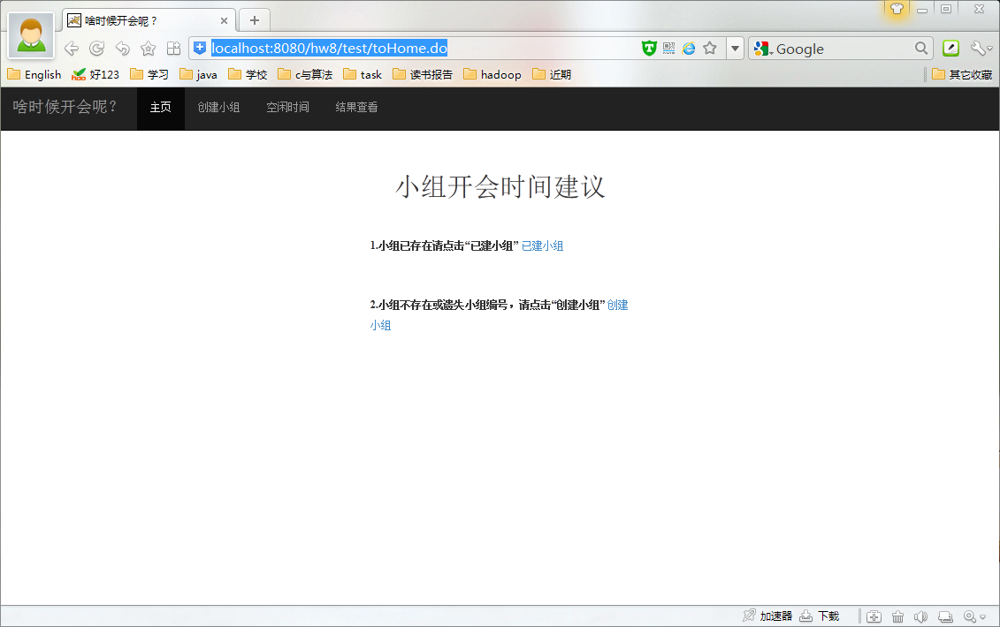 啥时候开会呢？
localhost:8080/hw8/test/toHome.do
Google
English 好123 学习 java 学校 c与算法 task 读书报告 hadoop 近期 其它收藏
啥时候开会呢? 主页 创建小组 空闲时间 结果查看
小组开会时间建议
1.小组已存在请点击“已建小组” 已建小组
2.小组不存在或遗失小组编号，请点击“创建小组” 创建
小组
加速器 下载